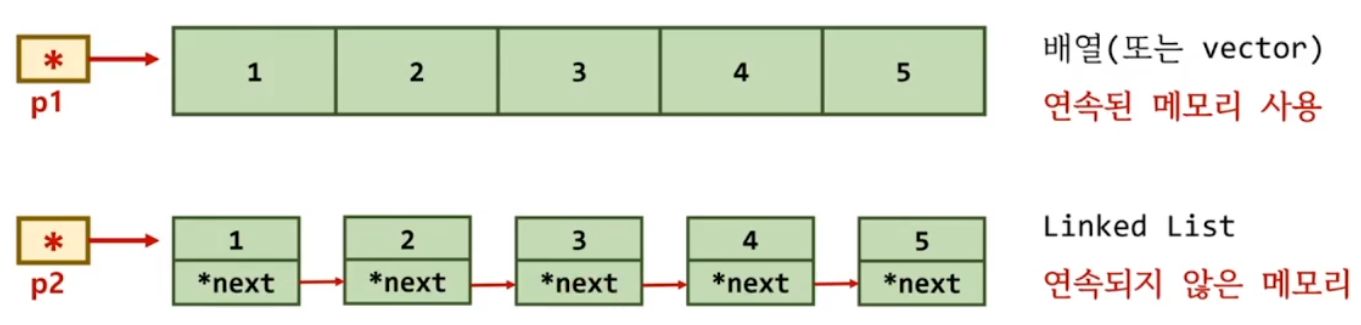 * 1 2 3 4 5 배열(또는 vector)
p1 연속된 메모리 사용
* 1 2 3 4 5 Linked List
p2 *next *next *next *next *next 연속되지 않은 메모리